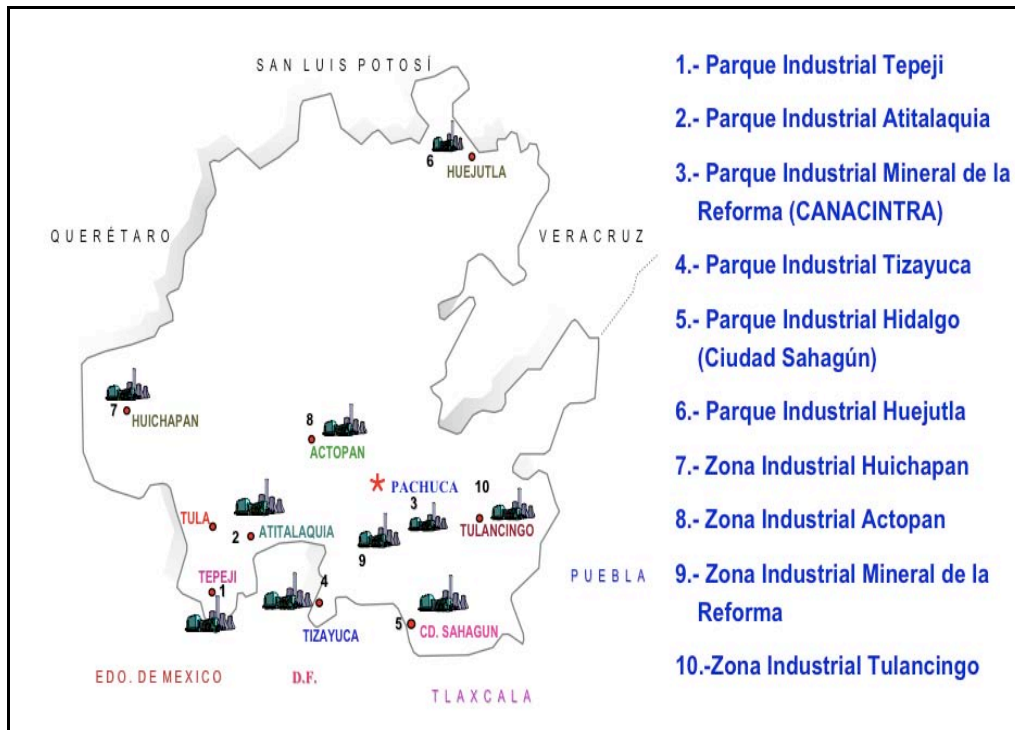 SAN LUIS POTOSÍ
6
HUEJUTLA
QUERÉTARO
VERACRUZ
7
HUICHAPAN
8
ACTOPAN
PACHUCA
10
3
TULANCINGO
TULA
2
ATITALAQUIA
9
TEPEJI
1
4
PUEBLA
TIZAYUCA
5
CD. SAHAGUN
EDO. DE MEXICO
D.F.
TLAXCALA
1.- Parque Industrial Tepeji
2.- Parque Industrial Atitalaquia
3.- Parque Industrial Mineral de la
Reforma (CANACINTRA)
4.- Parque Industrial Tizayuca
5.- Parque Industrial Hidalgo
(Ciudad Sahagún)
6.- Parque Industrial Huejutla
7.- Zona Industrial Huichapan
8.- Zona Industrial Actopan
9.- Zona Industrial Mineral de la
Reforma
10.-Zona Industrial Tulancingo